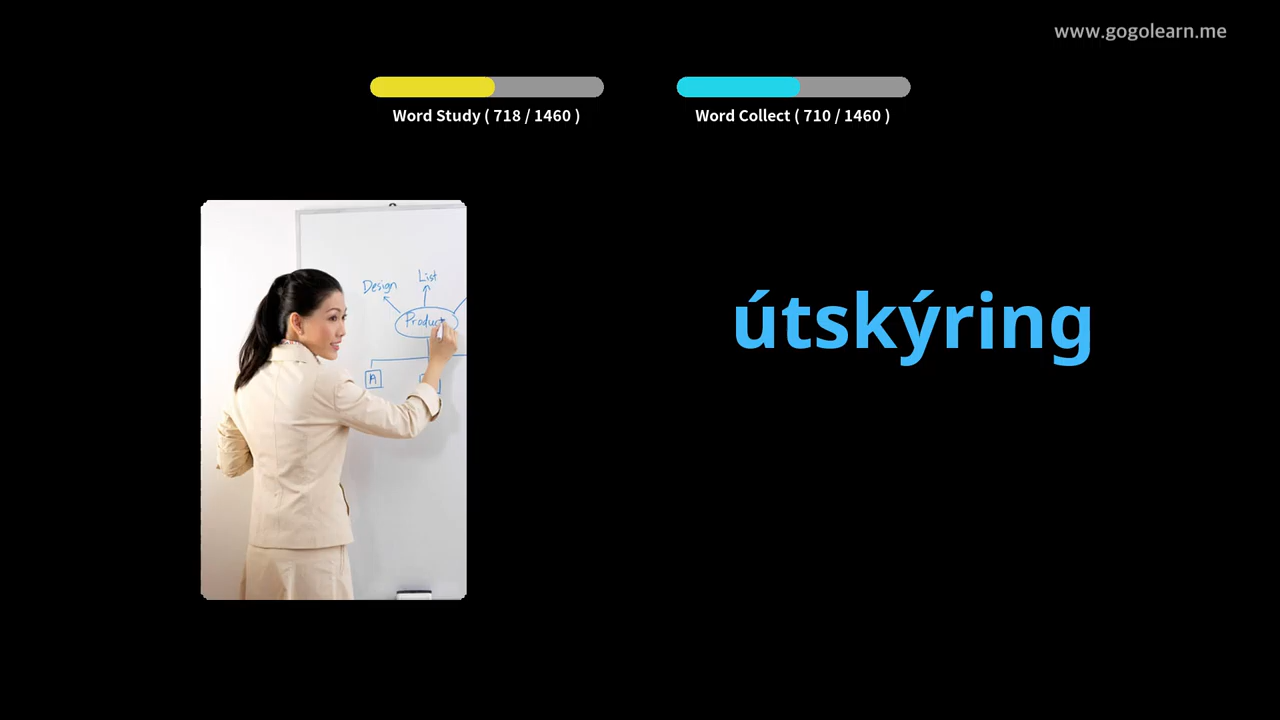 www.gogolearn.me
Word Study ( 718 / 1460 )
Word Collect ( 710 / 1460 )
Design
List
Product
A
útskýring